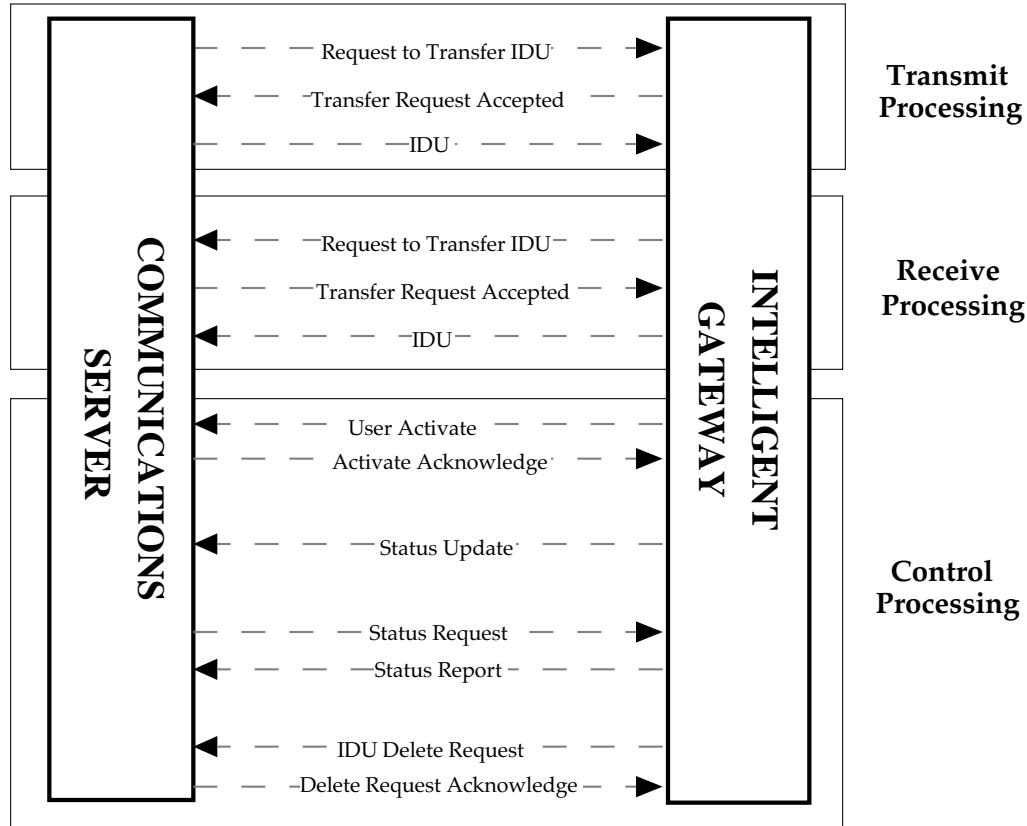 Request to Transfer IDU
Transfer Request Accepted
IDU
Transmit
Processing
Request to Transfer IDU
Transfer Request Accepted
IDU
Receive
Processing
COMMUNICATIONS
SERVER
INTELLIGENT
GATEWAY
User Activate
Activate Acknowledge
Status Update
Status Request
Status Report
IDU Delete Request
Delete Request Acknowledge
Control
Processing